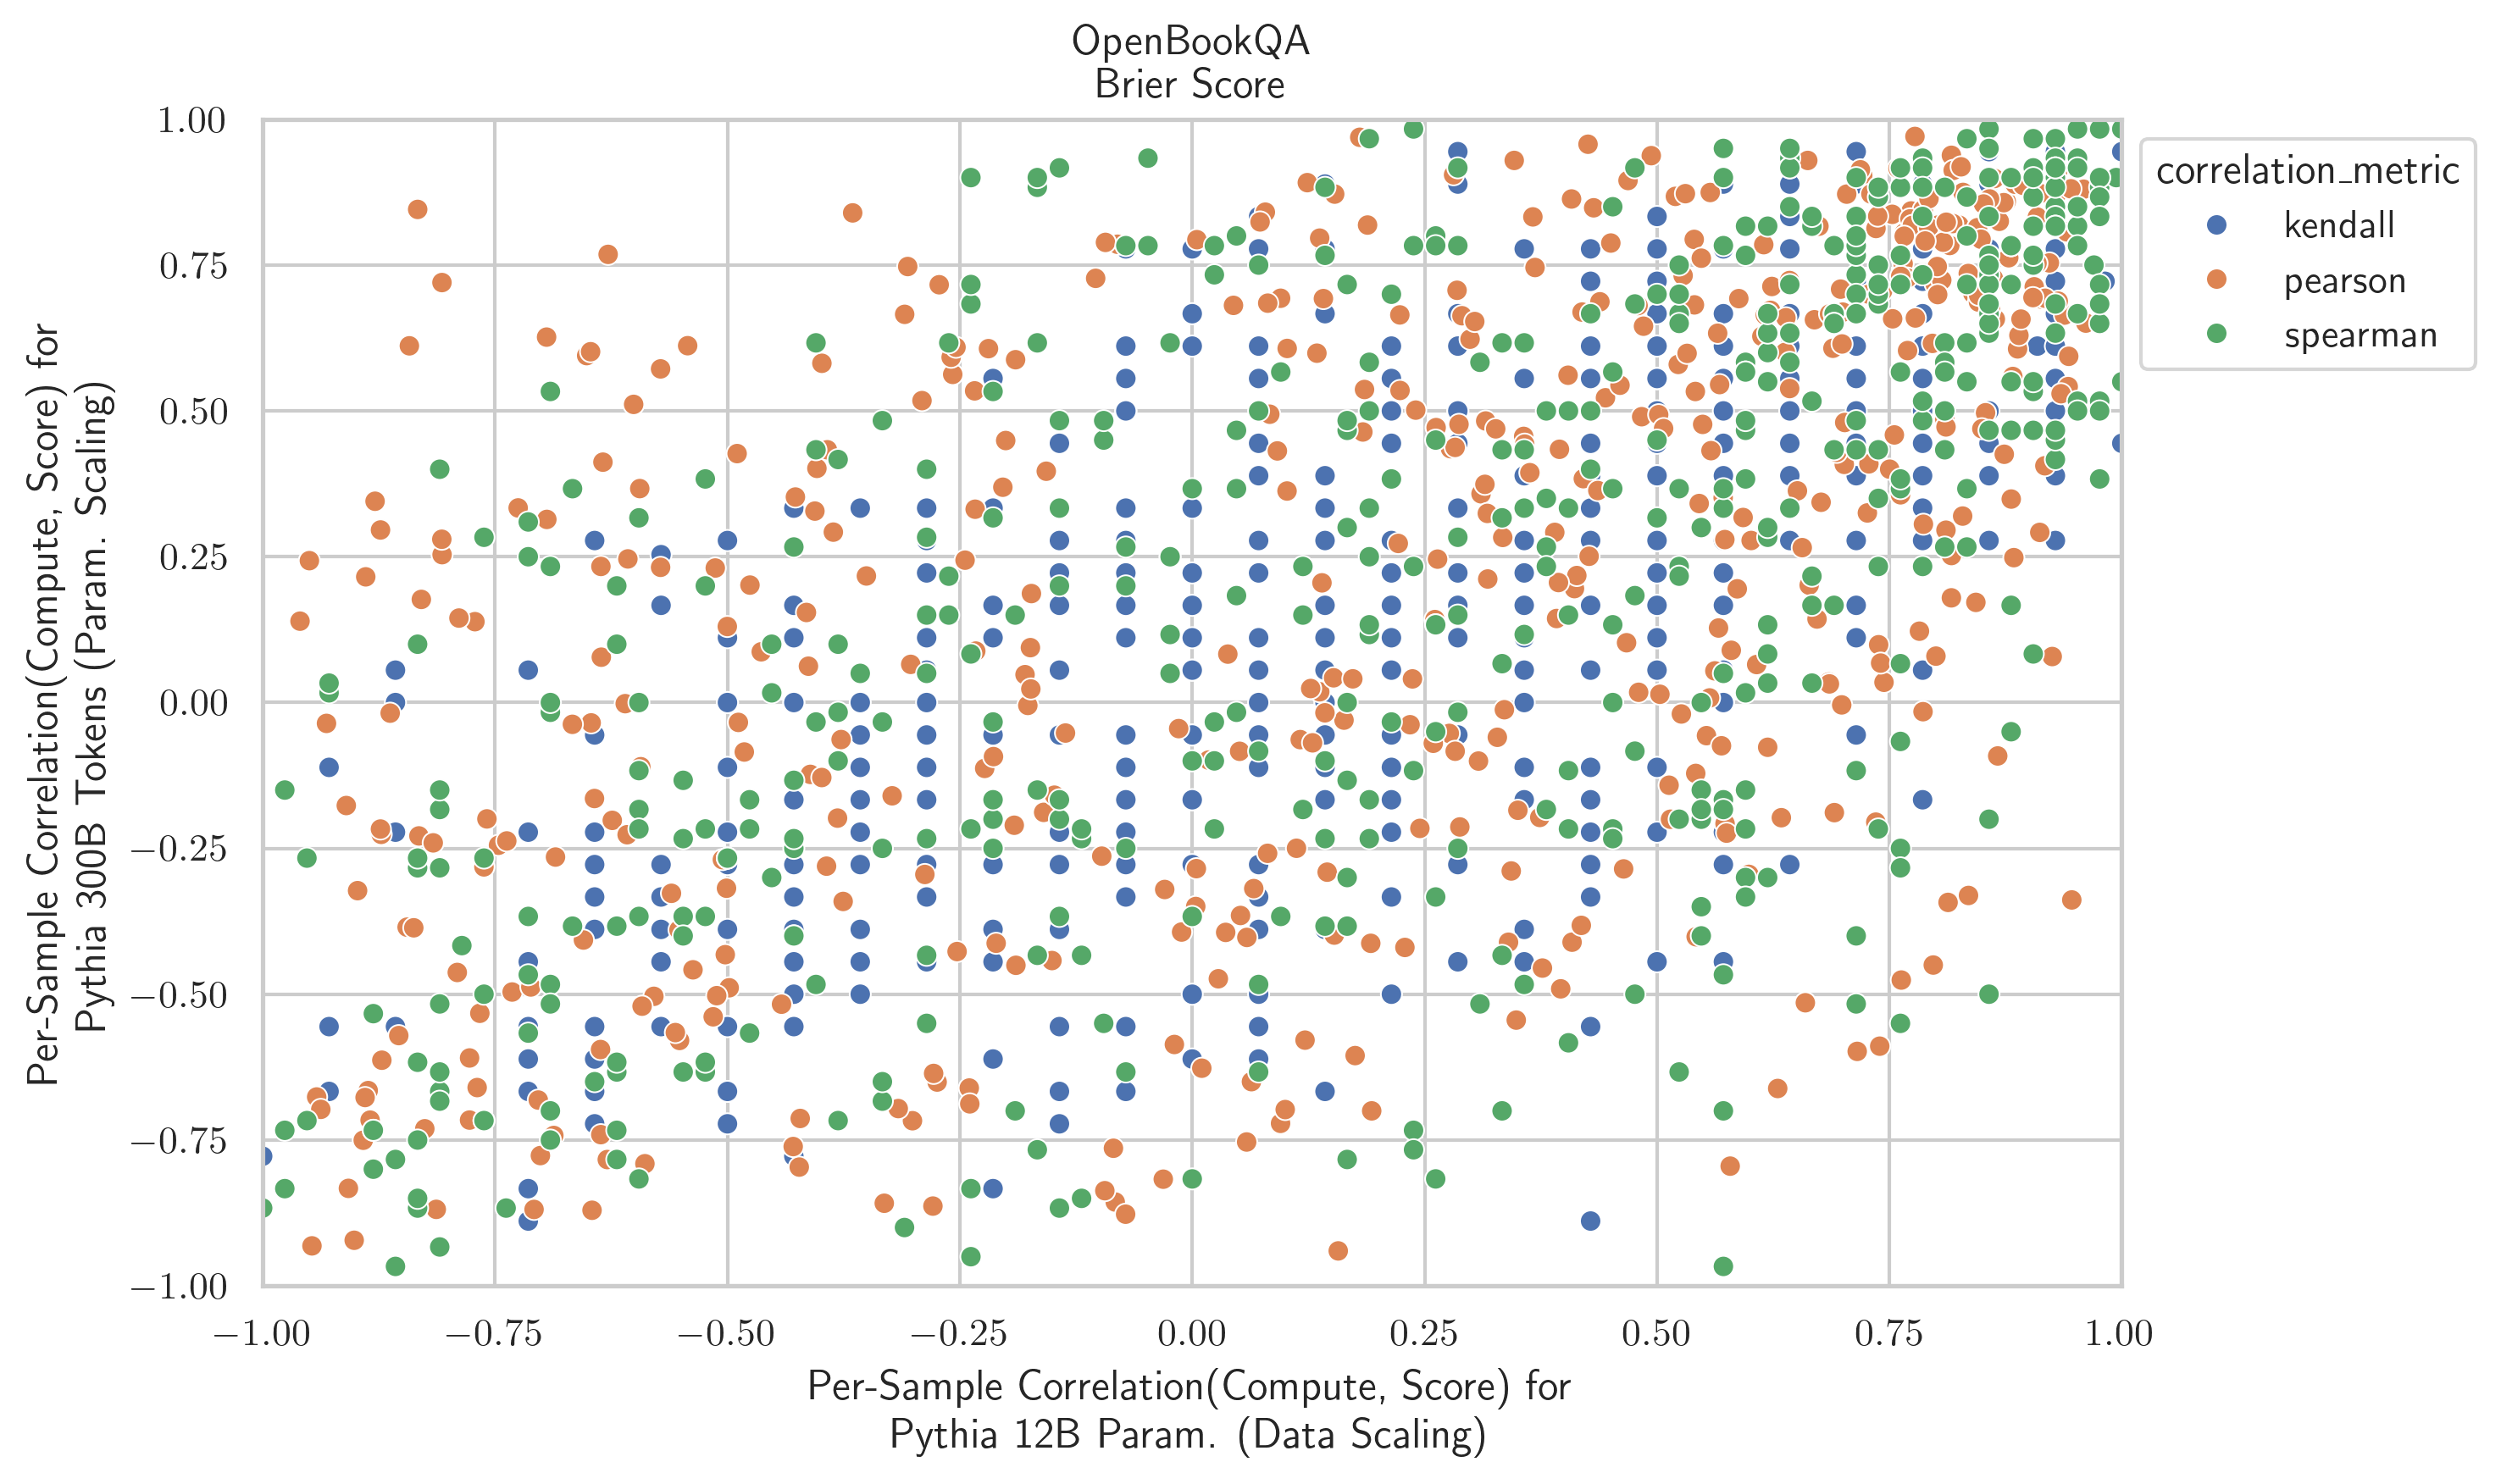 OpenBookQA
Brier Score
1.00
0.75
0.50
0.25
0.00
−0.25
−0.50
−0.75
−1.00
Per-Sample Correlation(Compute, Score) for
Pythia 300B Tokens (Param. Scaling)
−1.00 −0.75 −0.50 −0.25 0.00 0.25 0.50 0.75 1.00
Per-Sample Correlation(Compute, Score) for
Pythia 12B Param. (Data Scaling)
correlation_metric
kendall
pearson
spearman